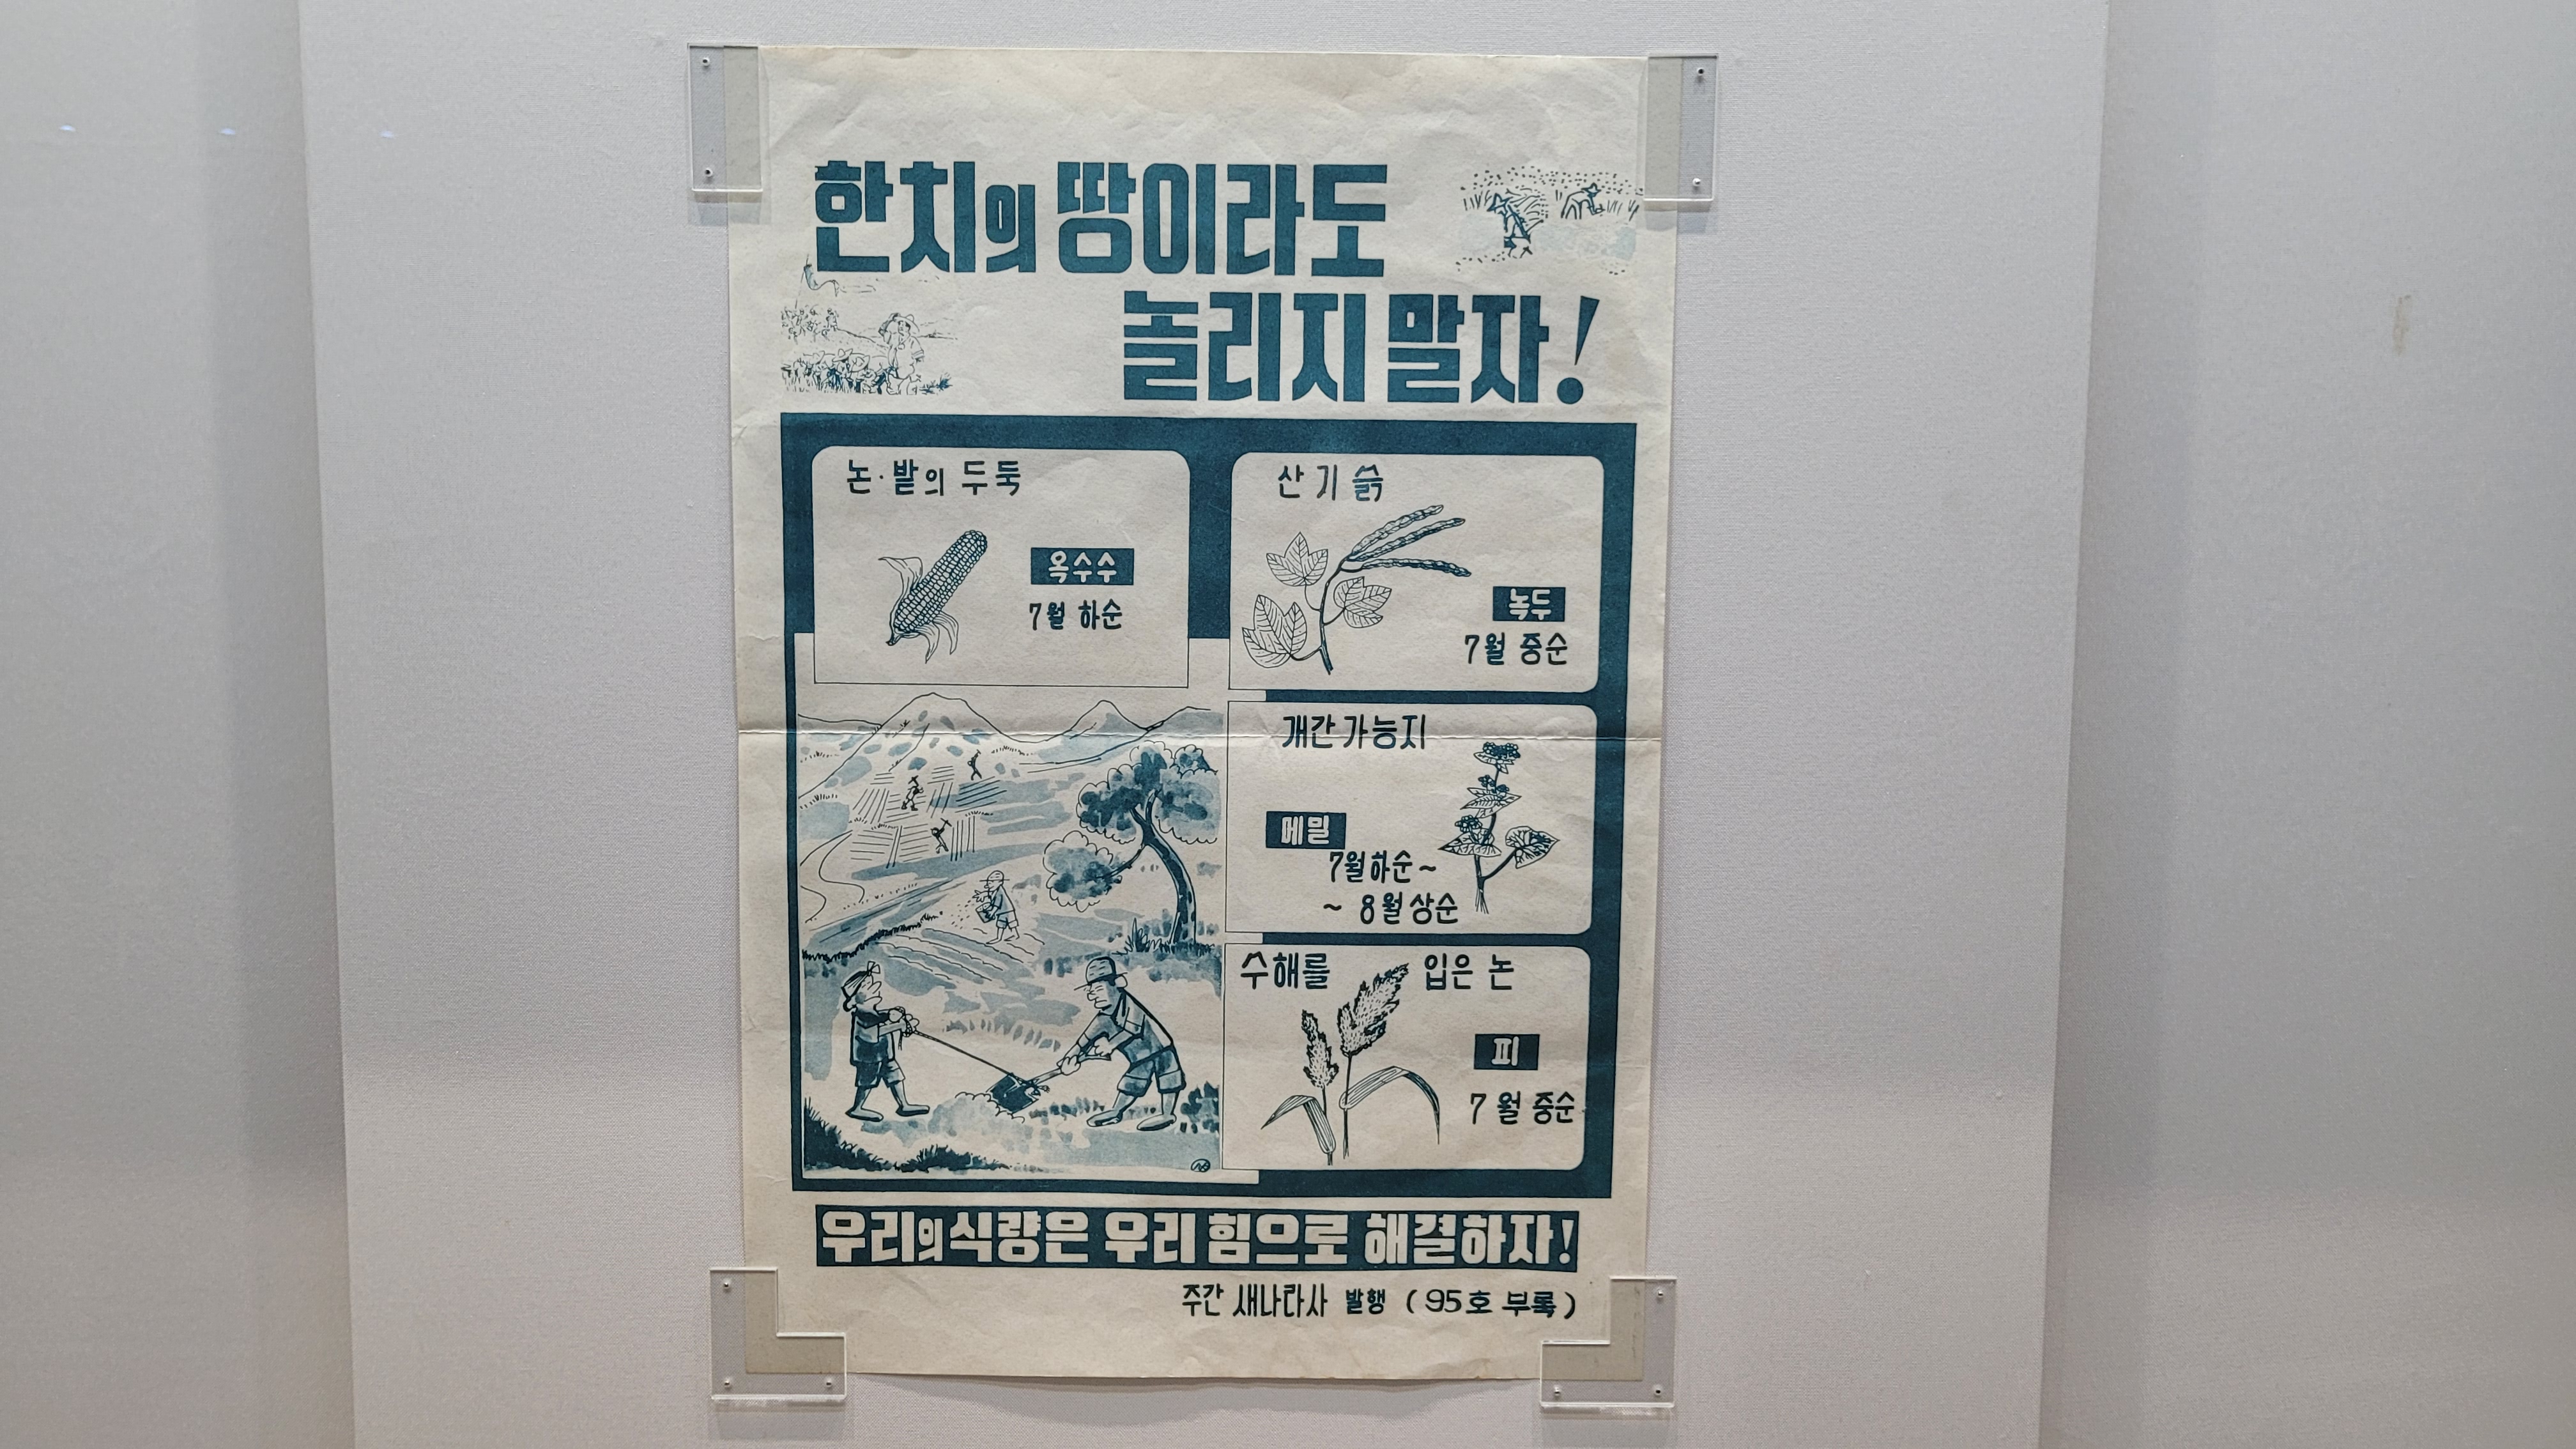 한치의 땅이라도
놀리지 말자!
논·밭의 두둑
옥수수
7월 하순
산기슭
녹두
7월 중순
개간가능지
메밀
7월하순~
~8월상순
수해를 입은 논
피
7월 중순
우리의식량은 우리힘으로 해결하자!
주간 새나라사 발행 (95호 부록)